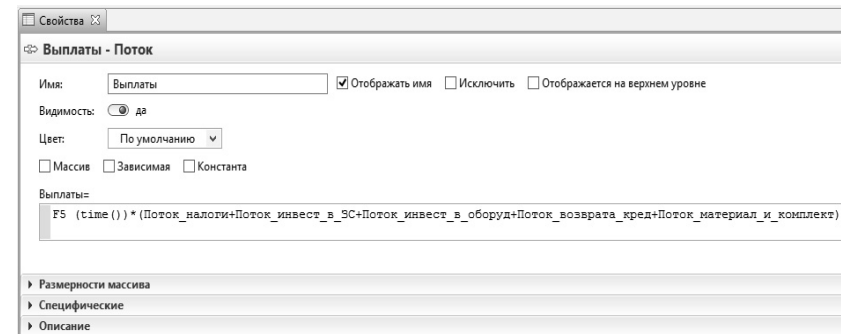 Свойства
Выплаты - Поток
Имя: Выплаты Отображать имя Исключить Отображается на верхнем уровне
Видимость: да
Цвет: По умолчанию
Массив Зависимая Константа
Выплаты=
F5 (time())*(Поток_налоги+Поток_инвест_в_ЗС+Поток_инвест_в_оборуд+Поток_возврата_кред+Поток_материал_и_комплект)
Размерности массива
Специфические
Описание